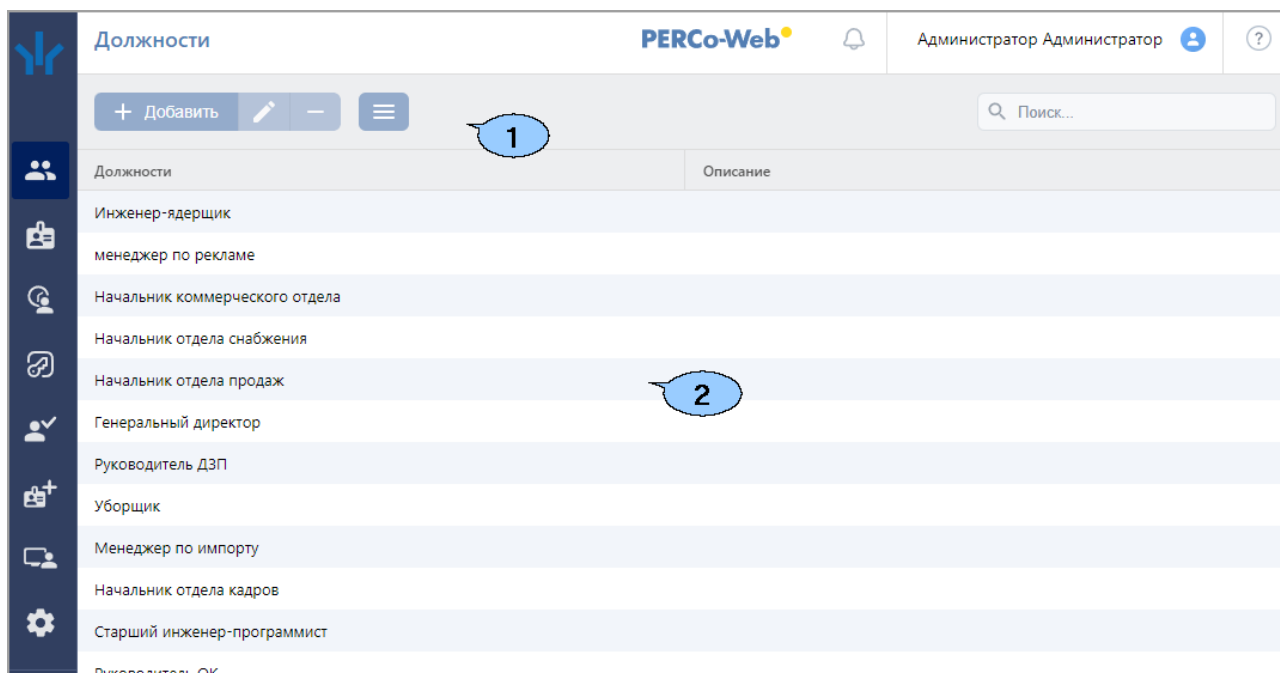 Должности PERCo-Web Администратор Администратор ?
+ Добавить Поиск...
1
Должности Описание
Инженер-ядерщик
менеджер по рекламе
Начальник коммерческого отдела
Начальник отдела снабжения
Начальник отдела продаж
2
Генеральный директор
Руководитель ДЗП
Уборщик
Менеджер по импорту
Начальник отдела кадров
Старший инженер-программист
Руководитель ОК